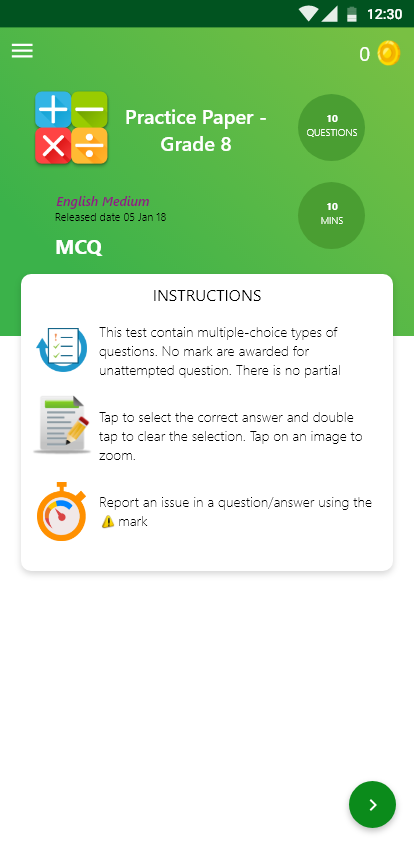 12:30
0
Practice Paper -
Grade 8
10
QUESTIONS
English Medium
Released date 05 Jan 18
MCQ
10
MINS
INSTRUCTIONS
This test contain multiple-choice types of
questions. No mark are awarded for
unattempted question. There is no partial
Tap to select the correct answer and double
tap to clear the selection. Tap on an image to
zoom.
Report an issue in a question/answer using the
⚠ mark